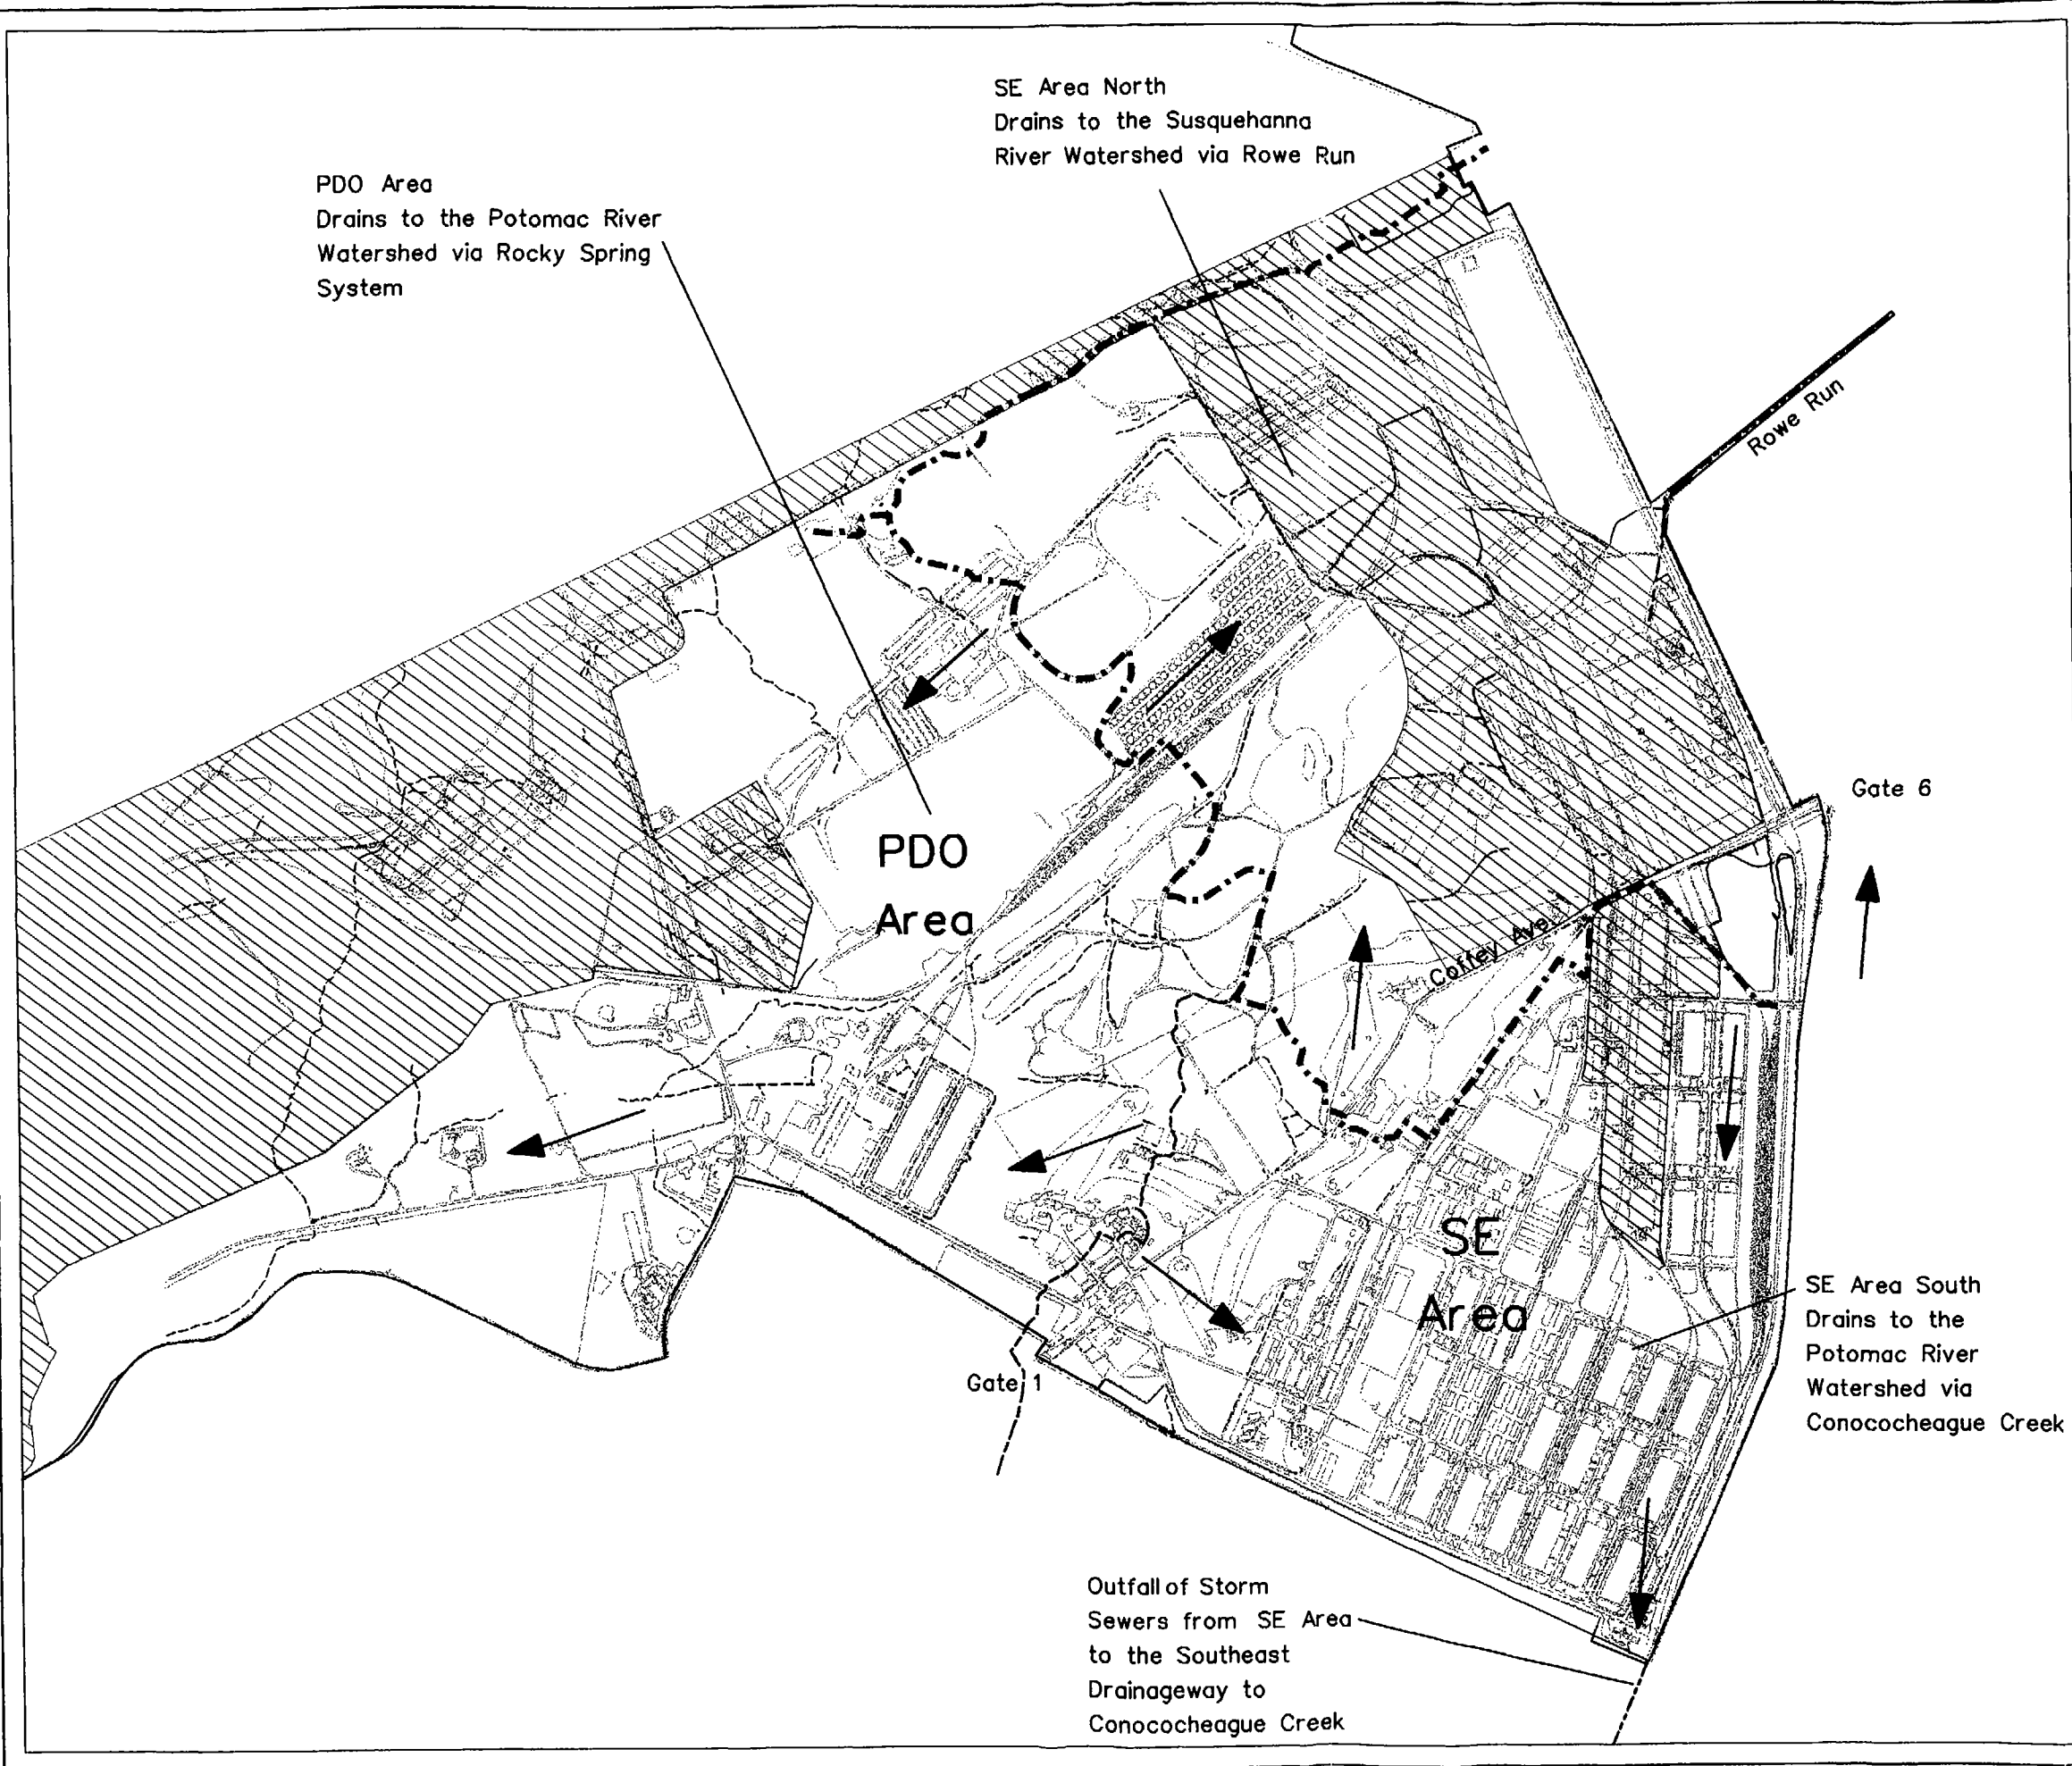 SE Area North
Drains to the Susquehanna
River Watershed via Rowe Run
PDO Area
Drains to the Potomac River
Watershed via Rocky Spring
System
Rowe Run
Gate 6
PDO
Area
Coffey Ave.
SE
Area
SE Area South
Drains to the
Potomac River
Watershed via
Conococheague Creek
Gate 1
Outfall of Storm
Sewers from SE Area
to the Southeast
Drainageway to
Conococheague Creek